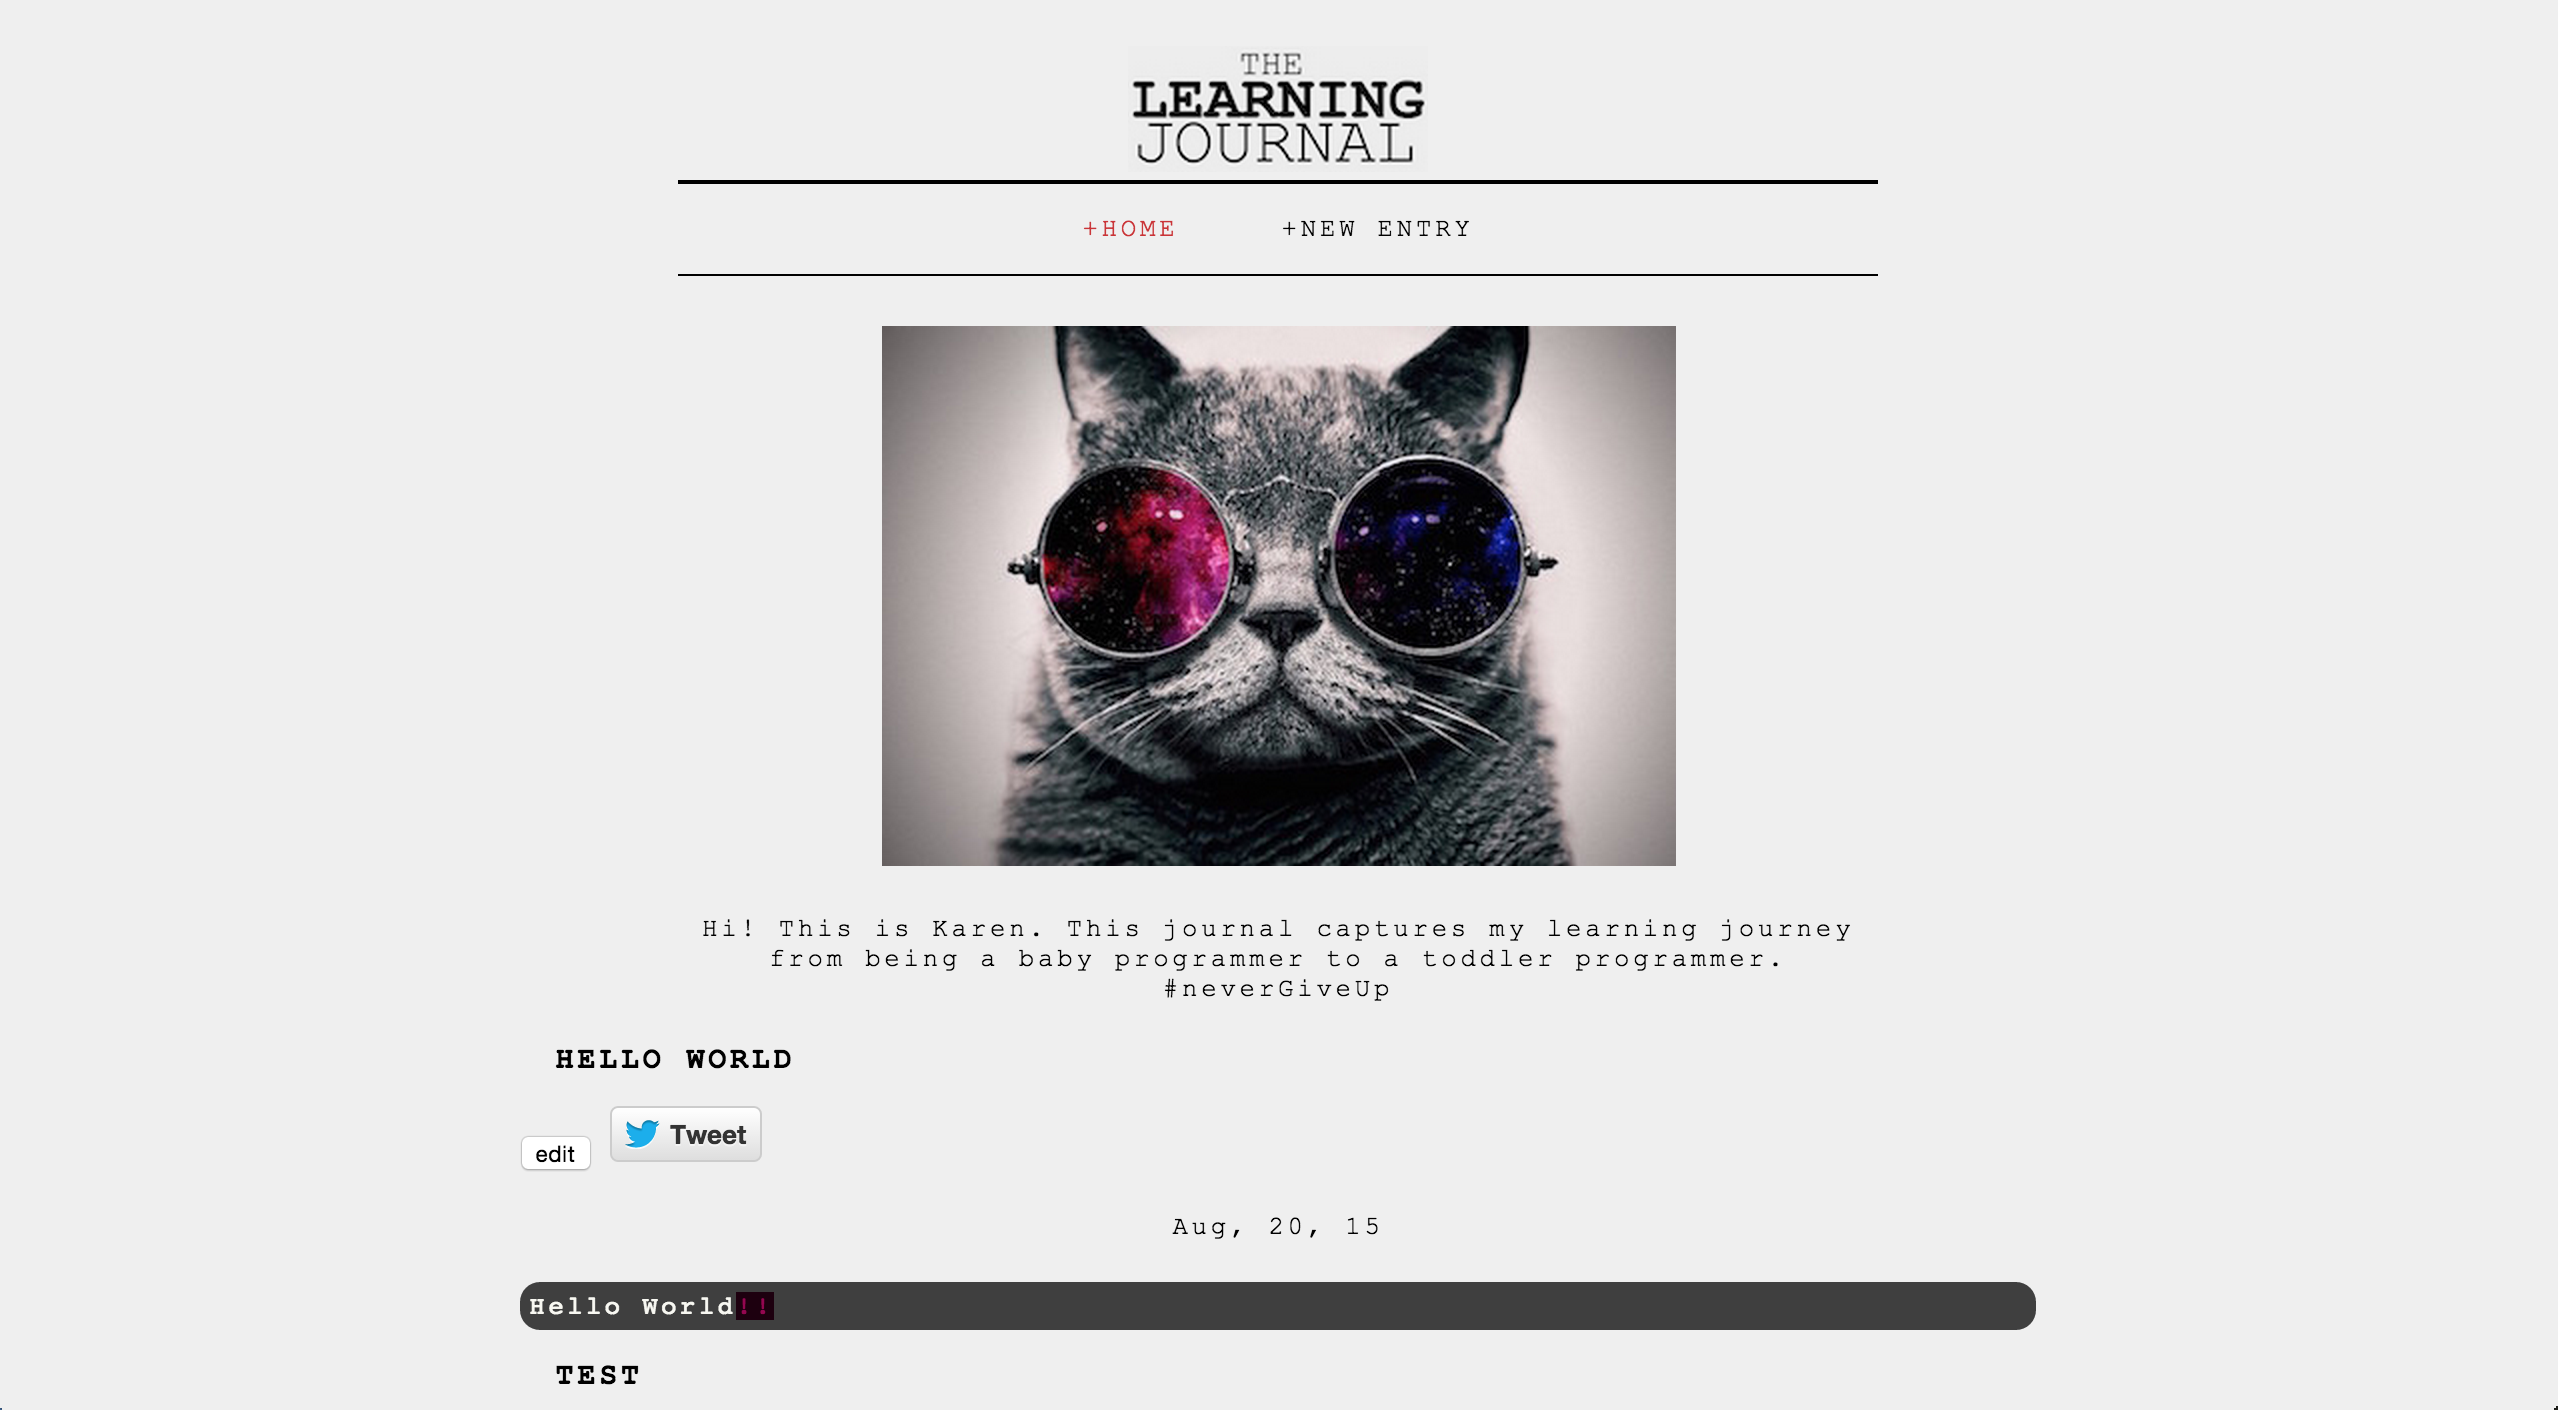 THE
LEARNING
JOURNAL
+HOME +NEW ENTRY
Hi! This is Karen. This journal captures my learning journey
from being a baby programmer to a toddler programmer.
#neverGiveUp
HELLO WORLD
edit Tweet
Aug, 20, 15
Hello World!!
TEST